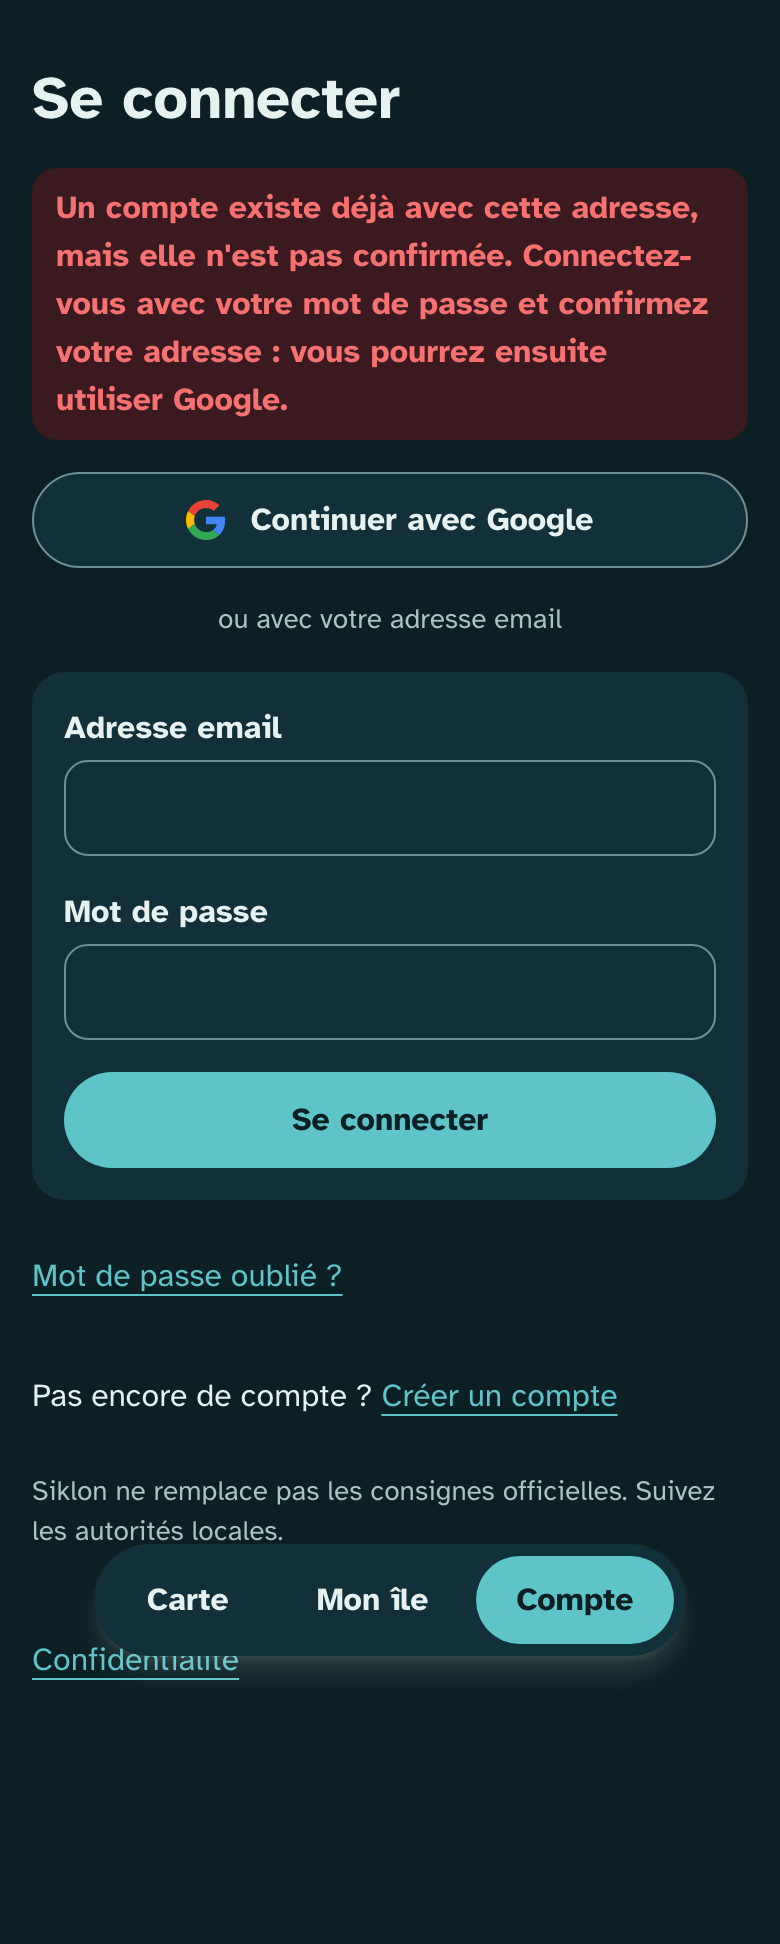 Se connecter
Un compte existe déjà avec cette adresse,
mais elle n'est pas confirmée. Connectez-
vous avec votre mot de passe et confirmez
votre adresse : vous pourrez ensuite
utiliser Google.
Continuer avec Google
ou avec votre adresse email
Adresse email
Mot de passe
Se connecter
Mot de passe oublié ?
Pas encore de compte ? Créer un compte
Siklon ne remplace pas les consignes officielles. Suivez
les autorités locales.
Carte Mon île Compte
Confidentialité